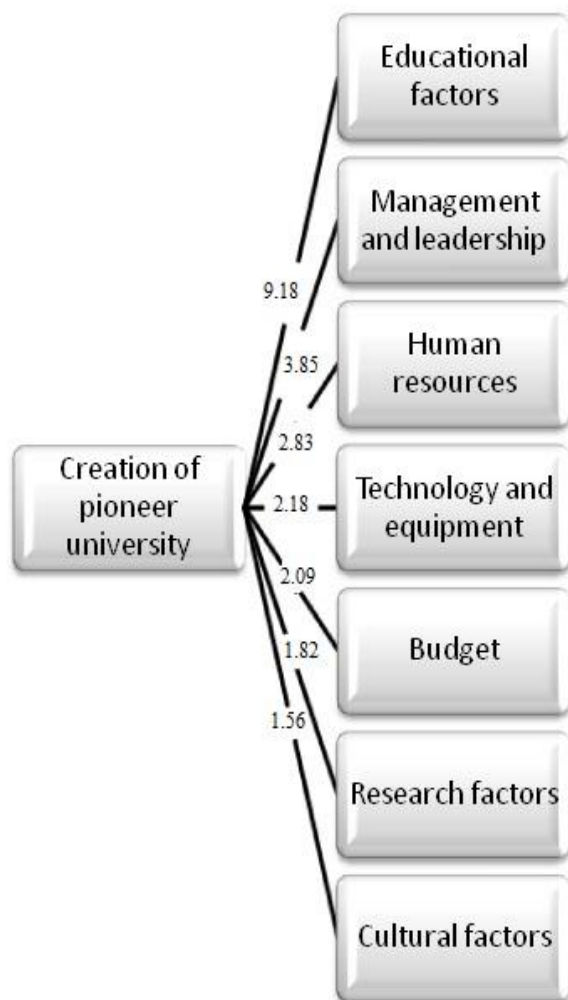 Educational
factors
Management
and leadership
9.18
Human
resources
3.85
2.83
Creation of
pioneer
university
2.18
Technology and
equipment
2.09
Budget
1.82
1.56
Research factors
Cultural factors